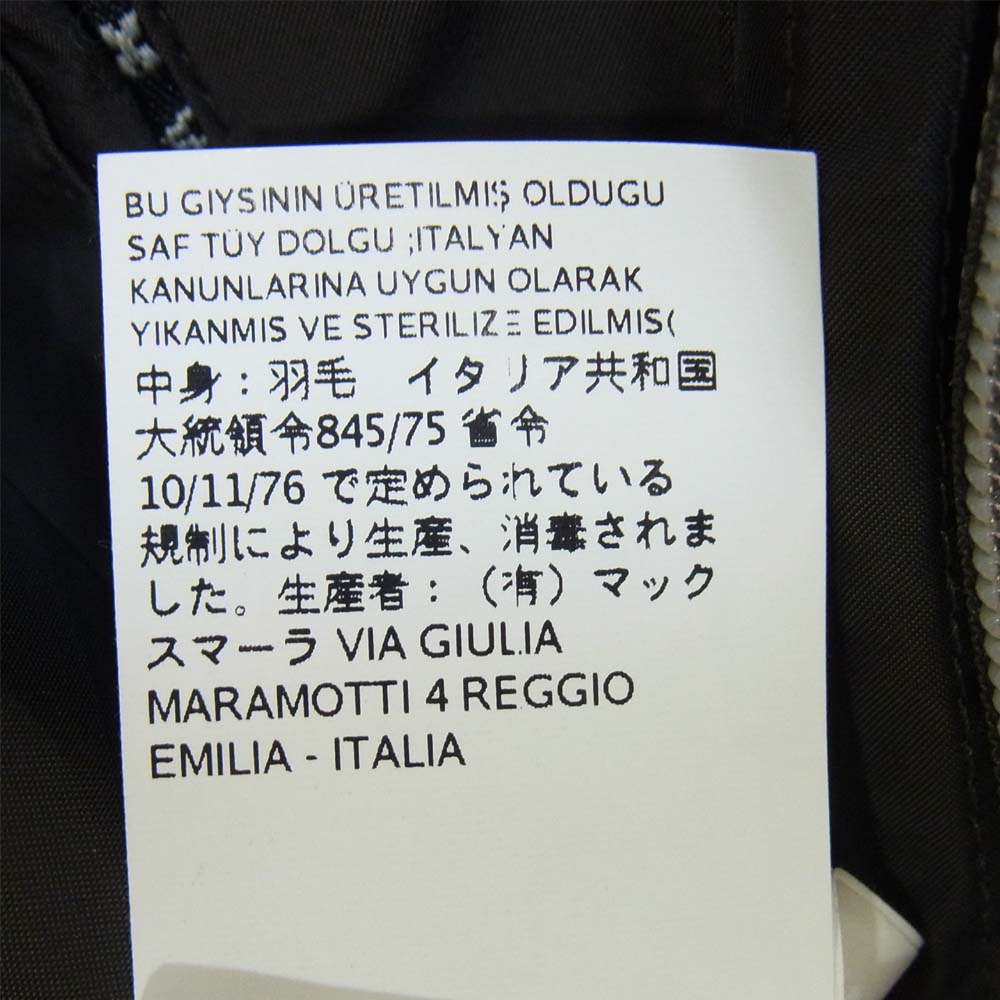 BU GIYSININ ÜRETILMIŞ OLDUGU
SAF TÜY DOLGU ;ITALYAN
KANUNLARINA UYGUN OLARAK
YIKANMIS VE STERILIZE EDILMIS(
中身：羽毛　イタリア共和国
大統領令845/75 省令
10/11/76 で定められている
規制により生産、消毒されま
した。生産者：（有）マック
スマーラ VIA GIULIA
MARAMOTTI 4 REGGIO
EMILIA - ITALIA